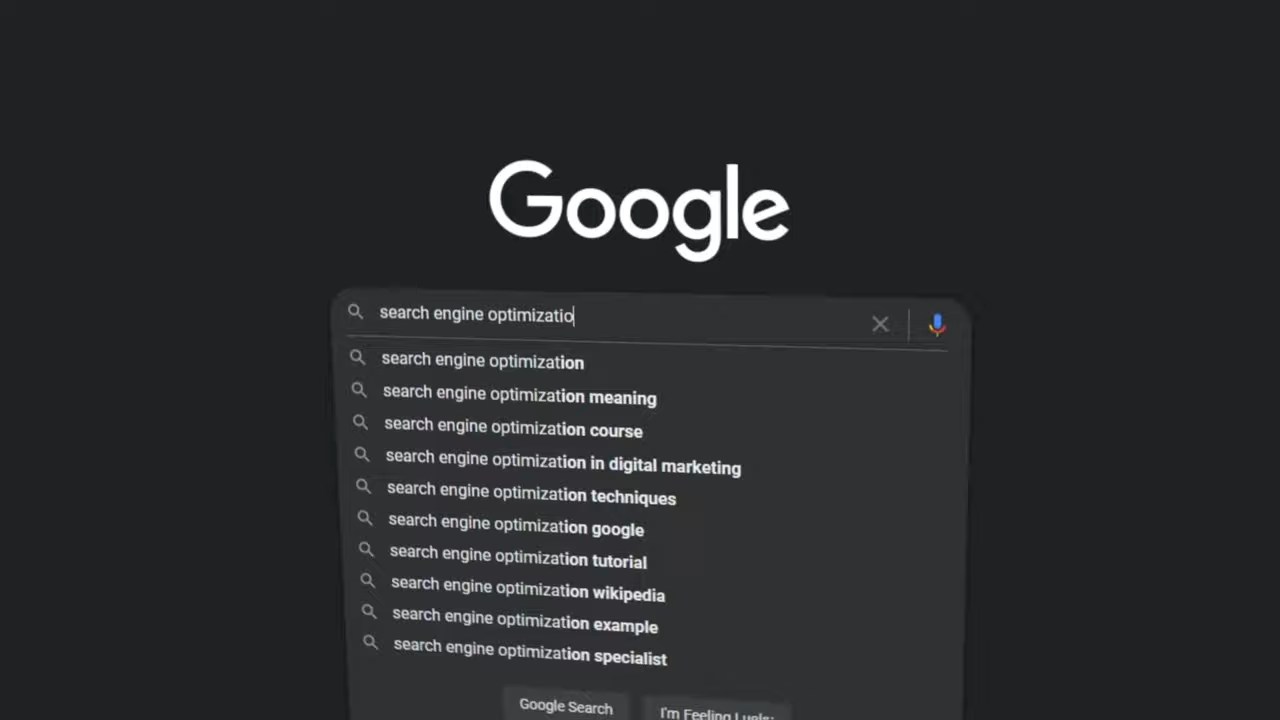 Google
search engine optimizatio
search engine optimization
search engine optimization meaning
search engine optimization course
search engine optimization in digital marketing
search engine optimization techniques
search engine optimization google
search engine optimization tutorial
search engine optimization wikipedia
search engine optimization example
search engine optimization specialist
Google Search
I'm Feeling Lucky